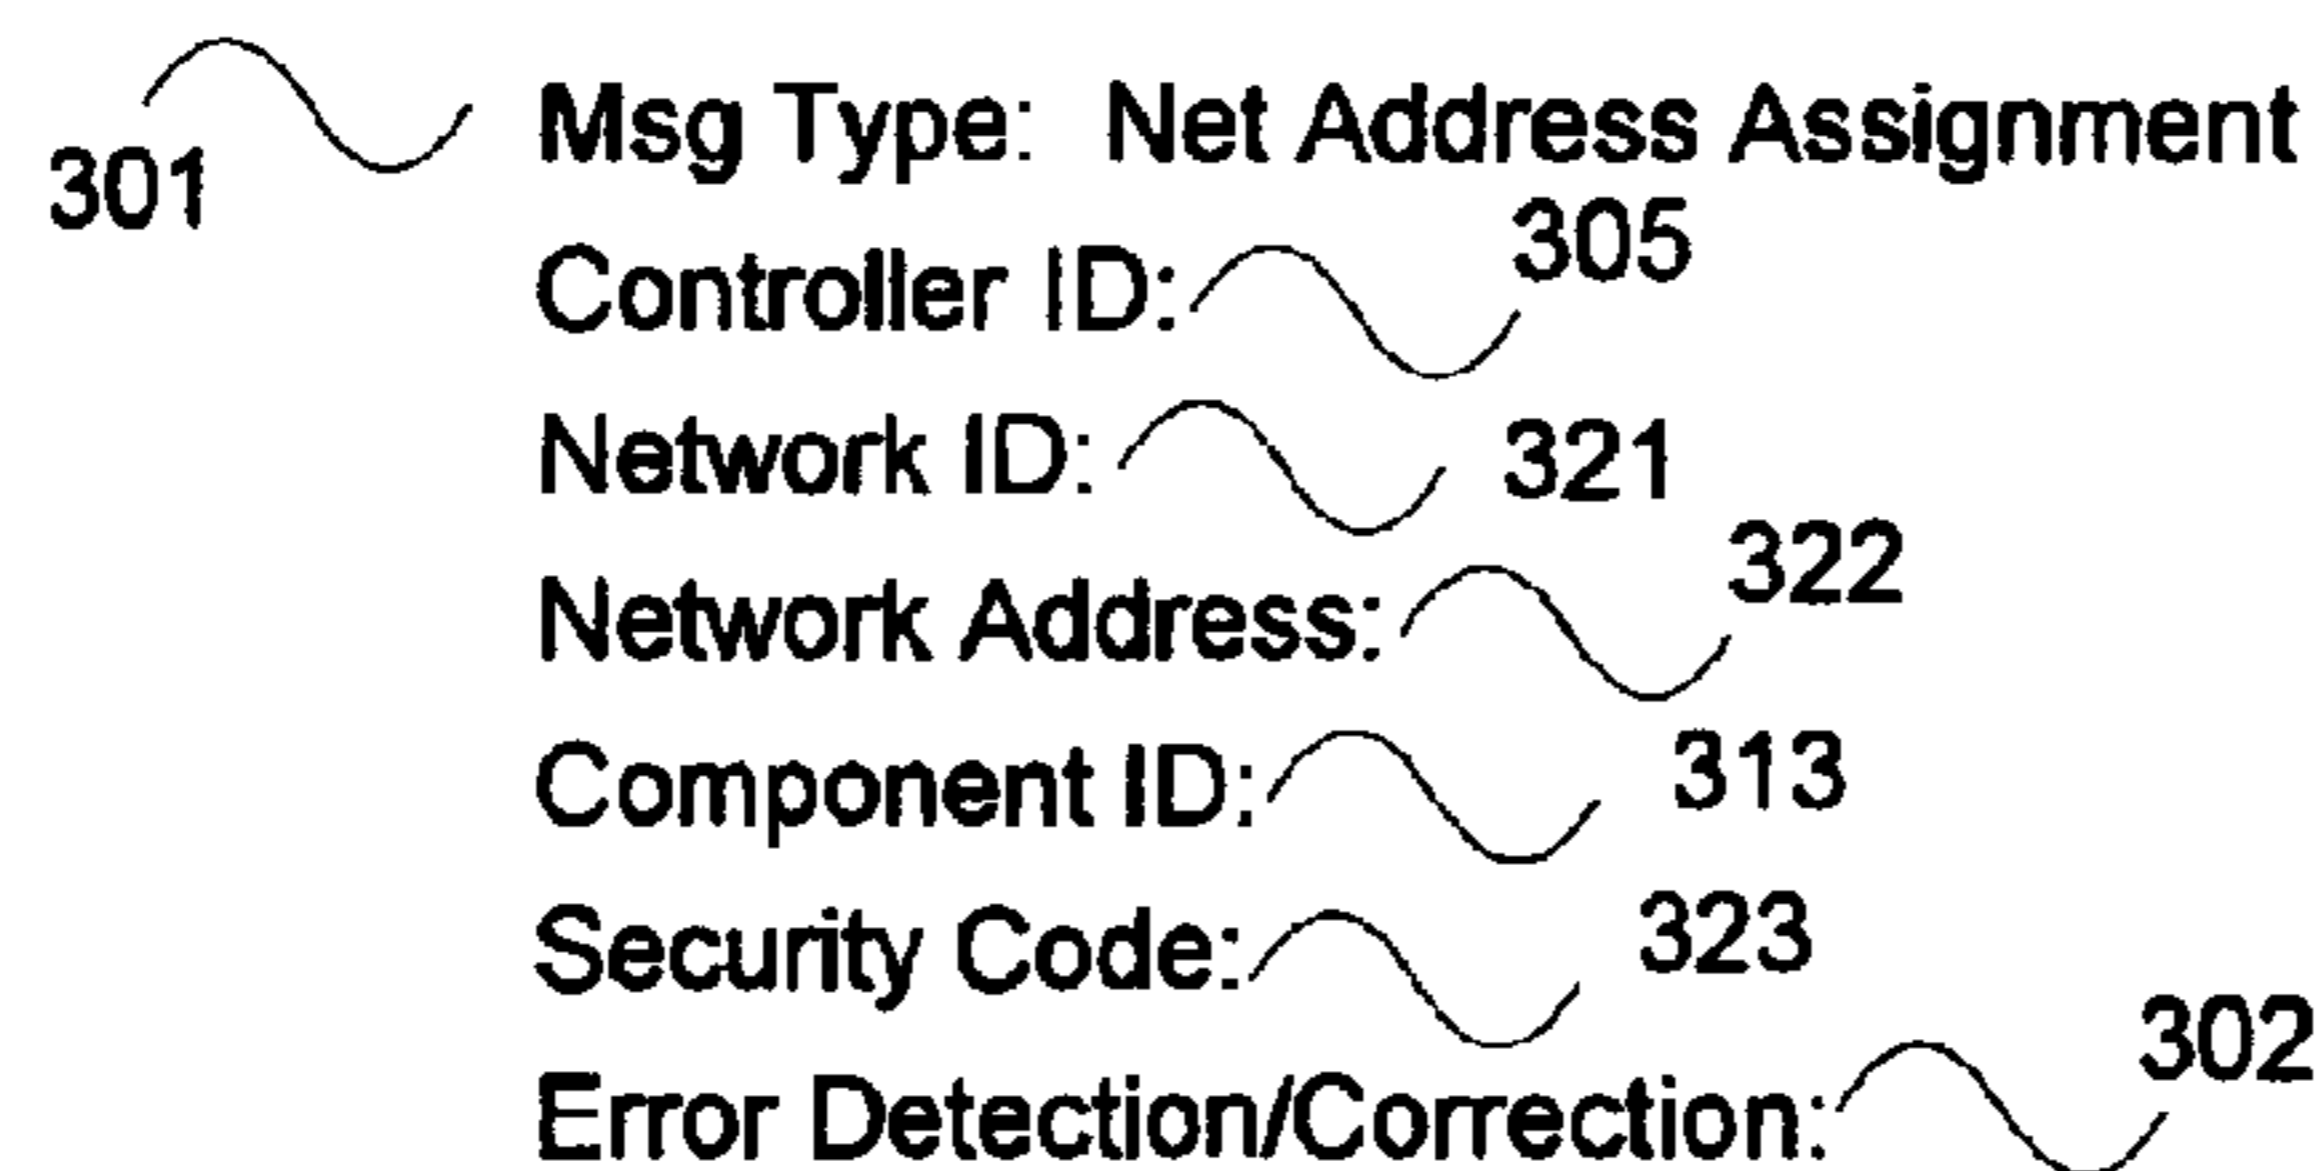 301 Msg Type: Net Address Assignment
Controller ID: 305
Network ID: 321
Network Address: 322
Component ID: 313
Security Code: 323
Error Detection/Correction: 302